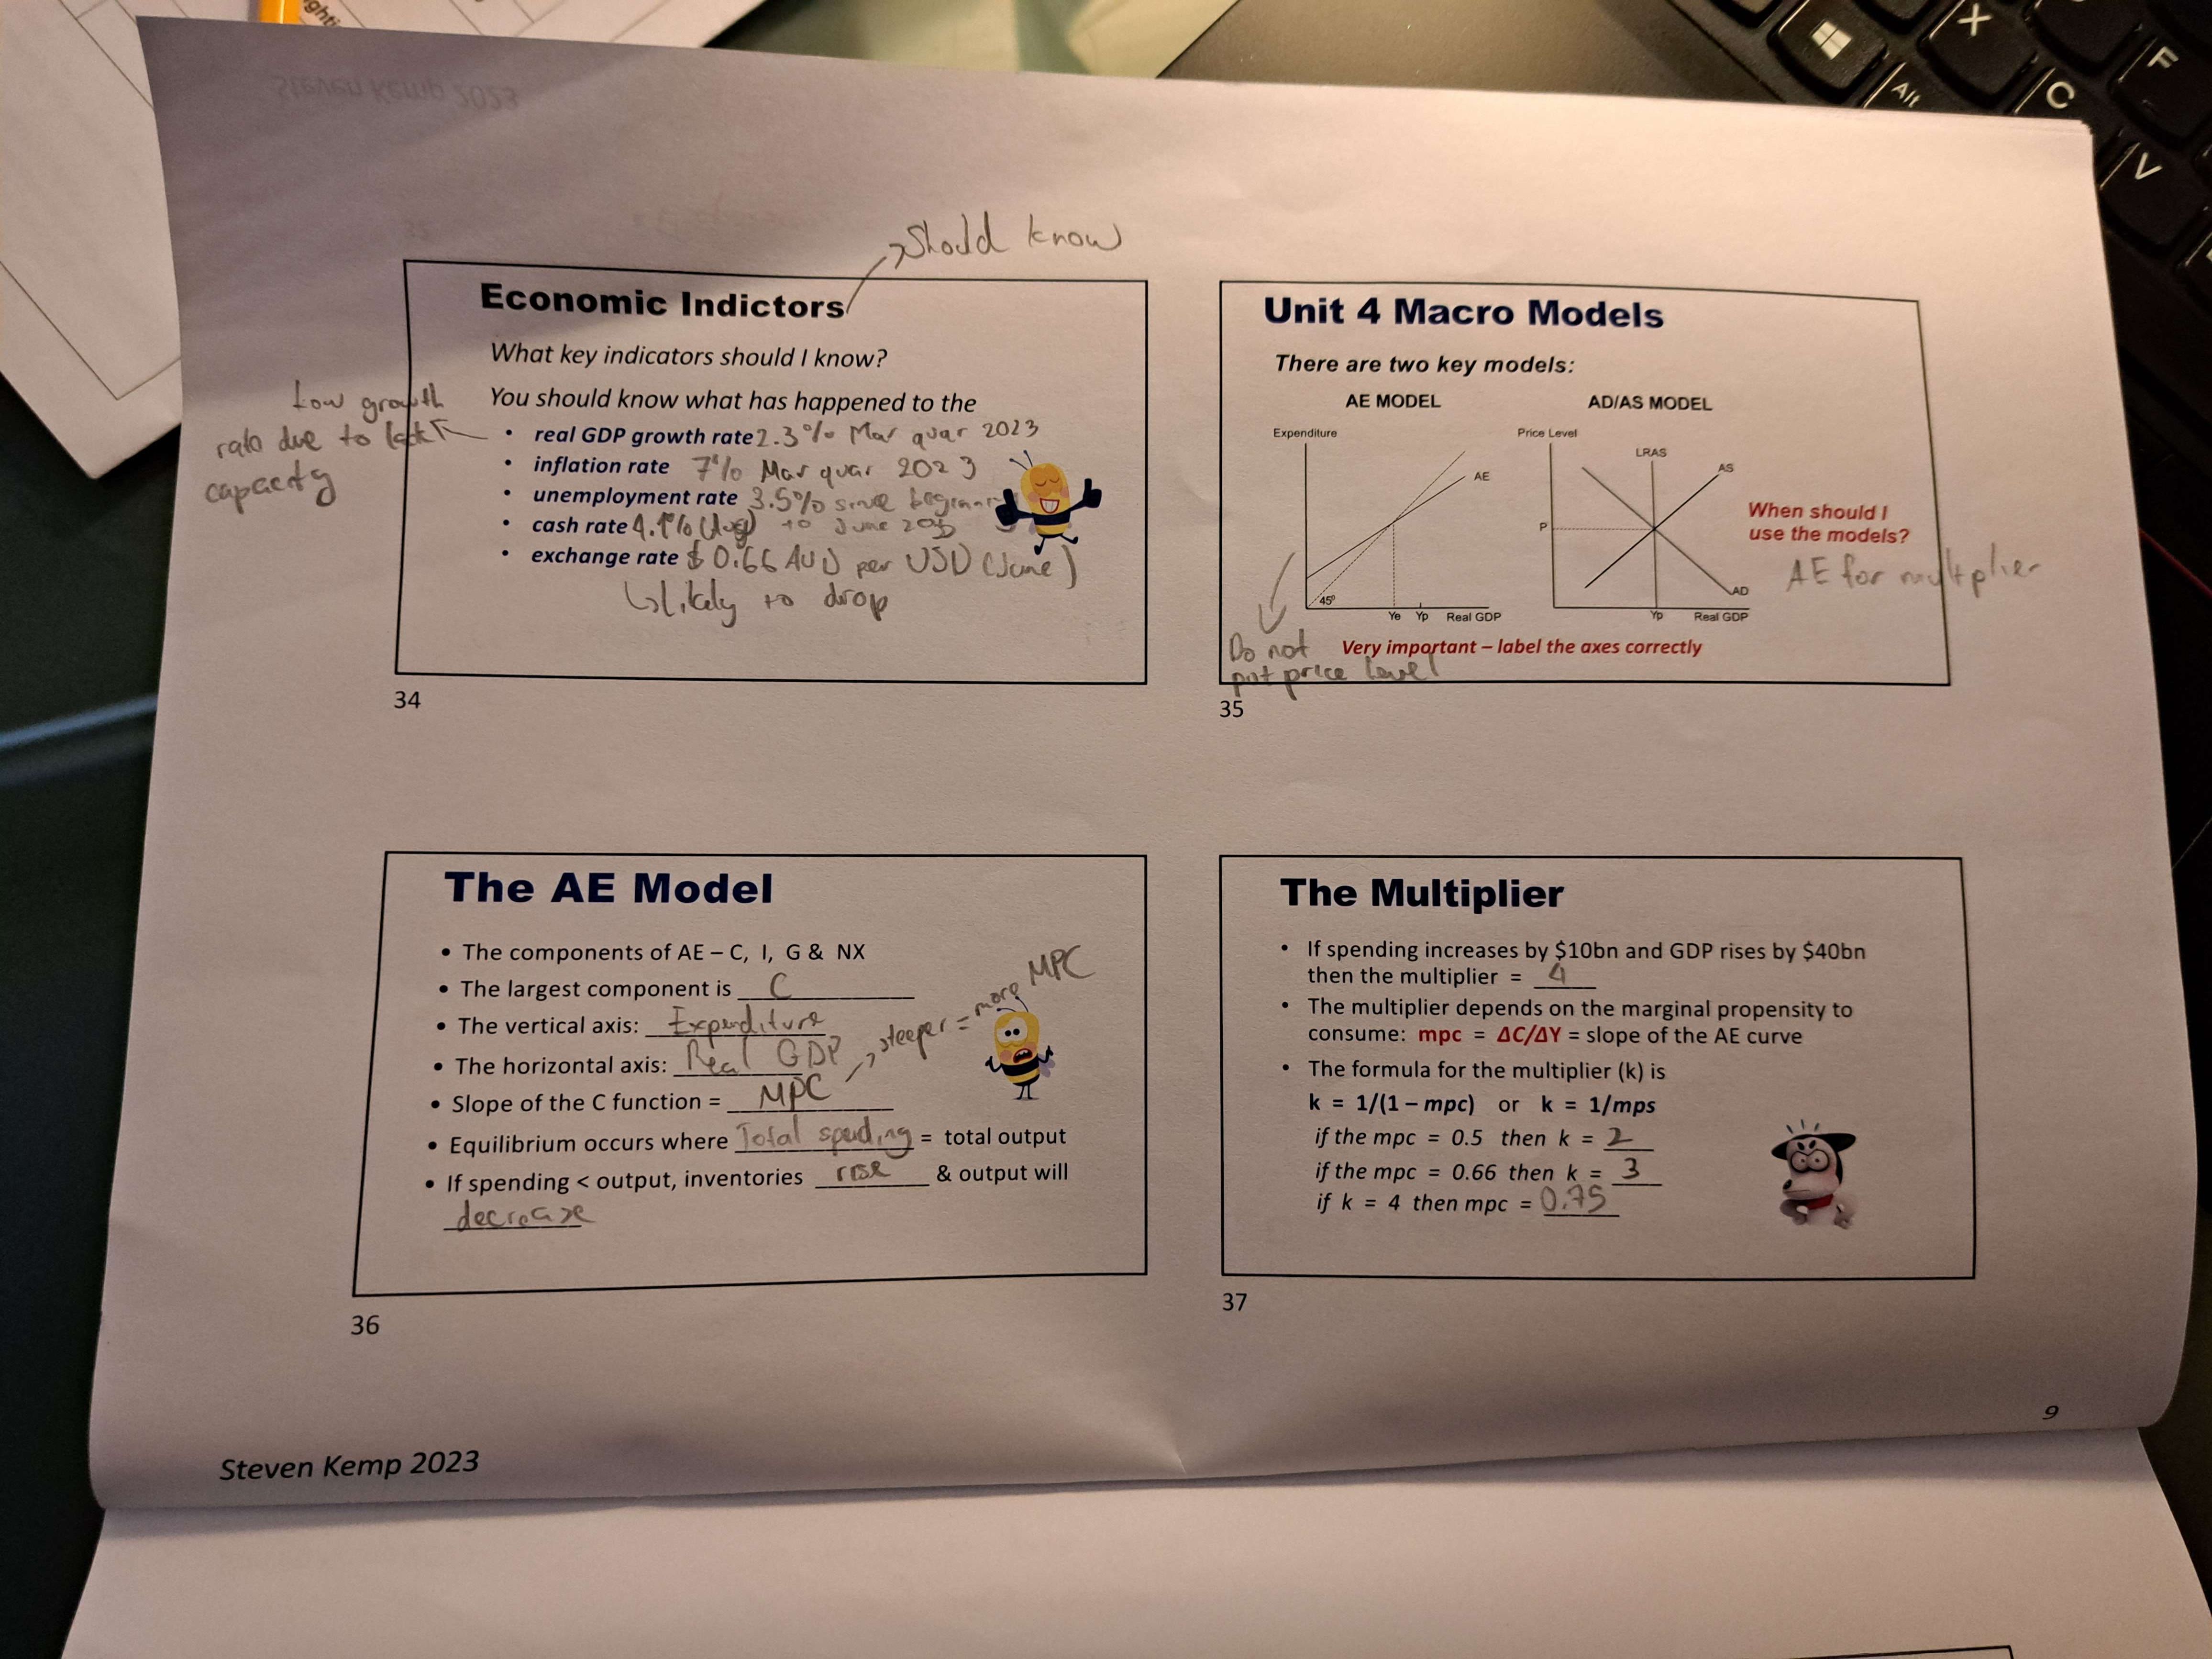 Steven Kemp 2023
Should know
Economic Indictors
What key indicators should I know?
You should know what has happened to the
• real GDP growth rate 2.3% Mar quar 2023
• inflation rate 7% Mar quar 2023
• unemployment rate 3.5% since beginning
• cash rate 4.1% (Aug) to June 2023
• exchange rate $0.66 AUD per USD (June)
↳ likely to drop
Low growth
rate due to lack
capacity
34
Unit 4 Macro Models
There are two key models:
AE MODEL
Expenditure
AE
45°
Ye Yp Real GDP
AD/AS MODEL
Price Level
LRAS
AS
P
AD
Yp Real GDP
When should I
use the models?
AE for multplier
Do not
put price level
Very important – label the axes correctly
35
The AE Model
• The components of AE – C, I, G & NX
• The largest component is C
• The vertical axis: Expenditure
• The horizontal axis: Real GDP
• Slope of the C function = MPC → steeper = more MPC
• Equilibrium occurs where Total spending = total output
• If spending < output, inventories rise & output will
decrease
36
The Multiplier
• If spending increases by $10bn and GDP rises by $40bn
then the multiplier = 4
• The multiplier depends on the marginal propensity to
consume: mpc = ΔC/ΔY = slope of the AE curve
• The formula for the multiplier (k) is
k = 1/(1 – mpc) or k = 1/mps
if the mpc = 0.5 then k = 2
if the mpc = 0.66 then k = 3
if k = 4 then mpc = 0.75
37
9
Steven Kemp 2023
Alt
X
C
F
V